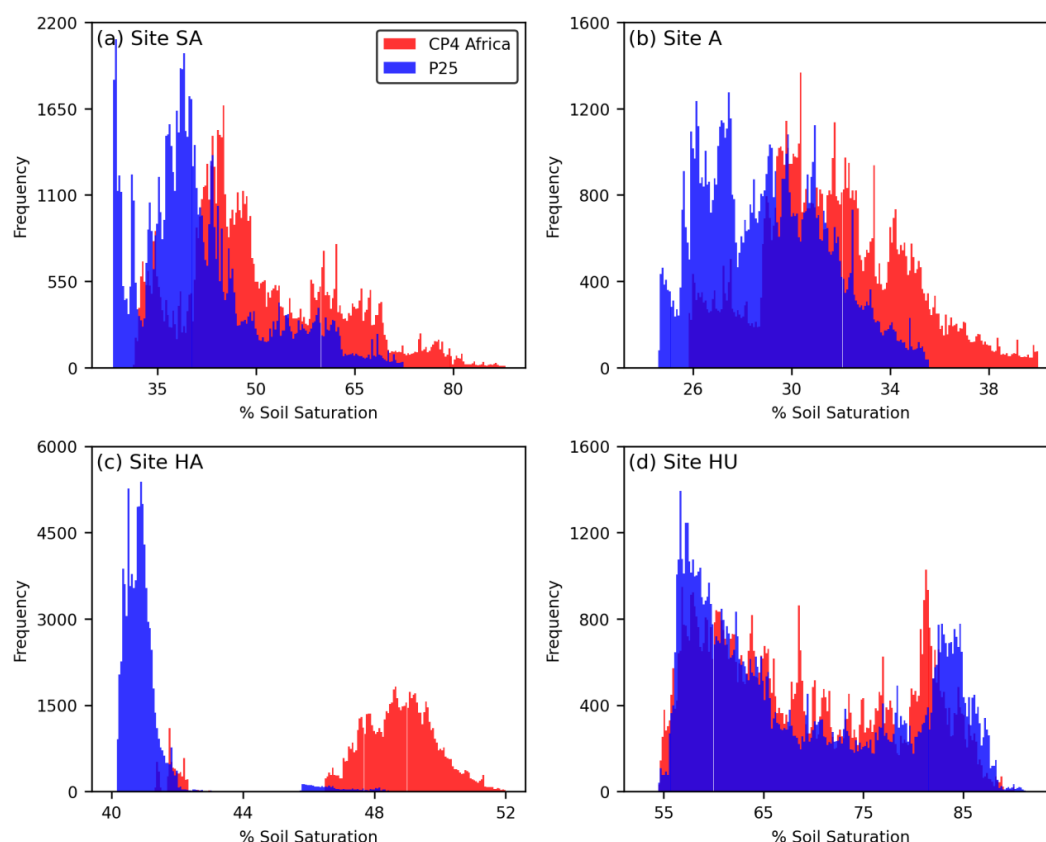 (a) Site SA
CP4 Africa
P25
2200
1650
1100
550
0
Frequency
35 50 65 80
% Soil Saturation
(b) Site A
1600
1200
800
400
0
Frequency
26 30 34 38
% Soil Saturation
(c) Site HA
6000
4500
3000
1500
0
Frequency
40 44 48 52
% Soil Saturation
(d) Site HU
1600
1200
800
400
0
Frequency
55 65 75 85
% Soil Saturation